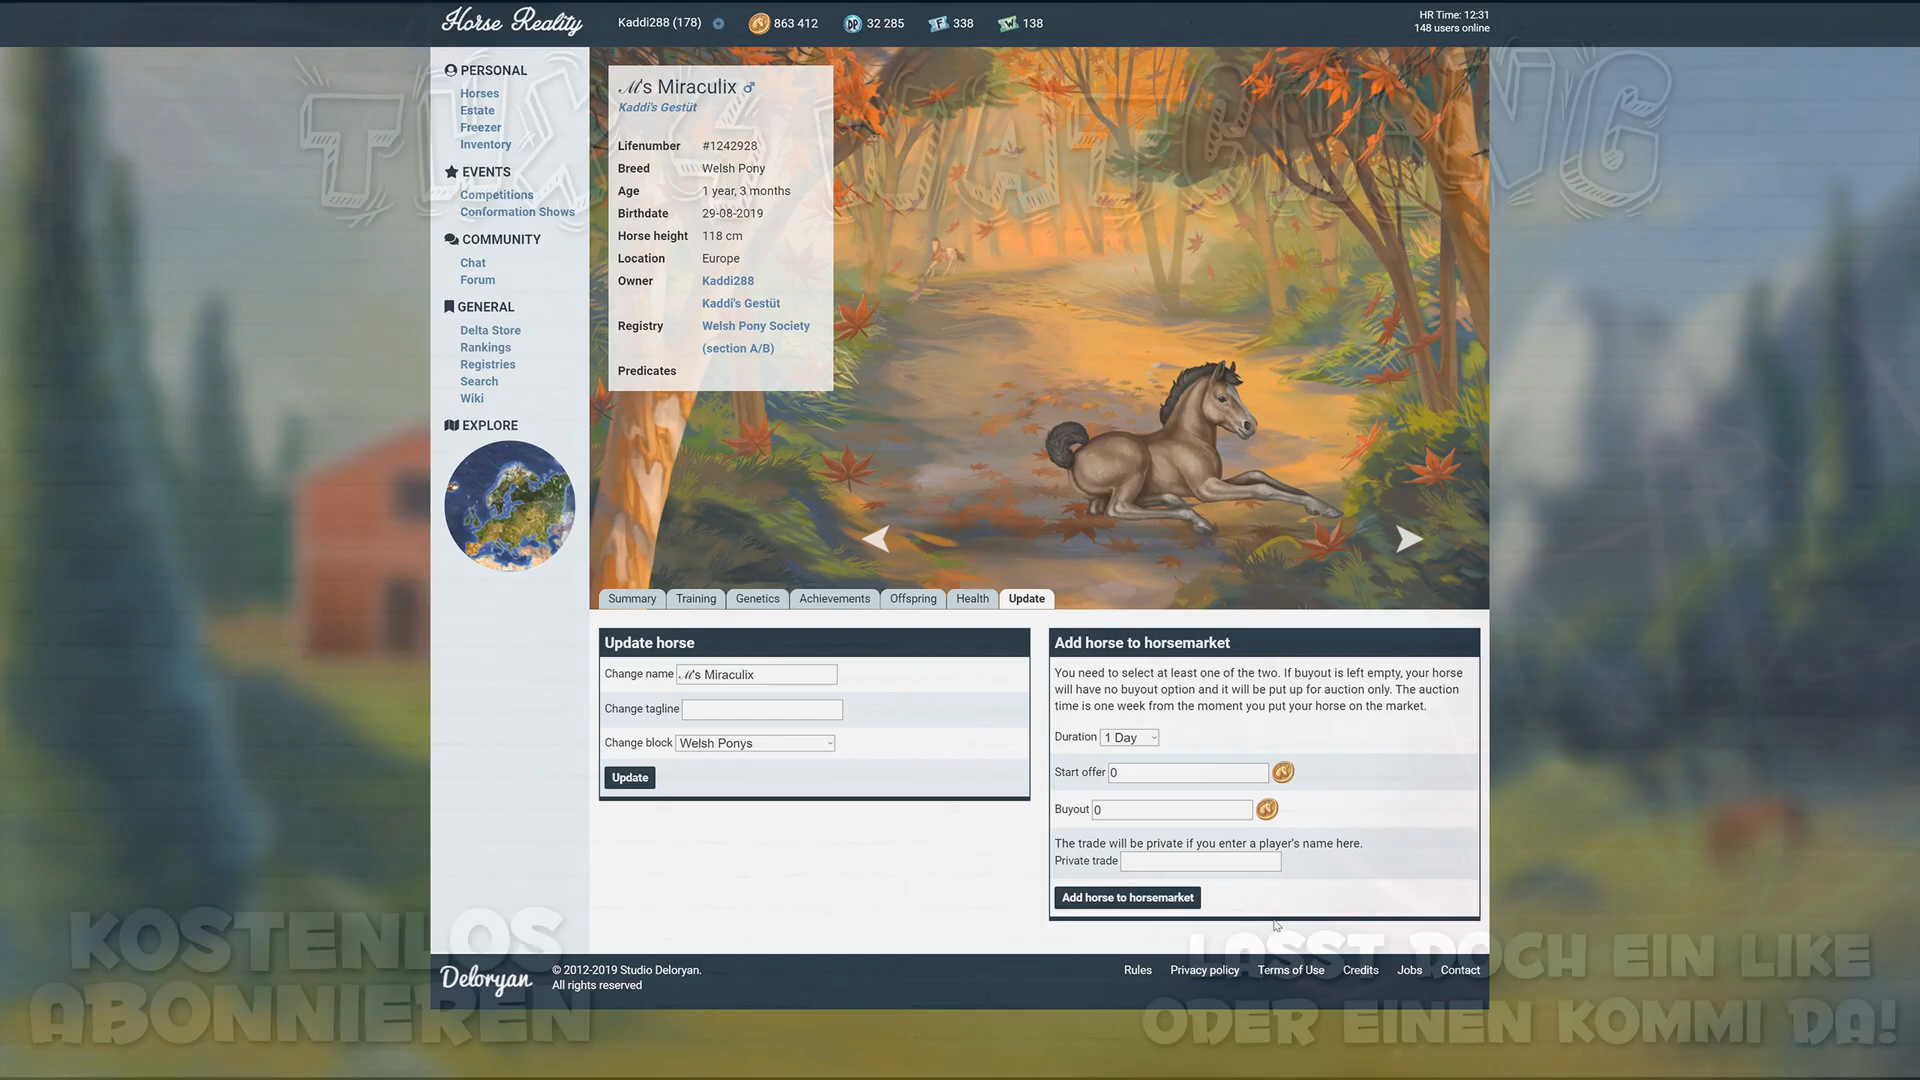 Horse Reality
Kaddi288 (178)
863 412
32 285
338
138
HR Time: 12:31
148 users online
PERSONAL
Horses
Estate
Freezer
Inventory
EVENTS
Competitions
Conformation Shows
COMMUNITY
Chat
Forum
GENERAL
Delta Store
Rankings
Registries
Search
Wiki
EXPLORE
ℳ's Miraculix ♂
Kaddi's Gestüt
Lifenumber #1242928
Breed Welsh Pony
Age 1 year, 3 months
Birthdate 29-08-2019
Horse height 118 cm
Location Europe
Owner Kaddi288
Kaddi's Gestüt
Registry Welsh Pony Society
(section A/B)
Predicates
Summary
Training
Genetics
Achievements
Offspring
Health
Update
Update horse
Change name ℳ's Miraculix
Change tagline
Change block Welsh Ponys
Update
Add horse to horsemarket
You need to select at least one of the two. If buyout is left empty, your horse
will have no buyout option and it will be put up for auction only. The auction
time is one week from the moment you put your horse on the market.
Duration 1 Day
Start offer 0
Buyout 0
The trade will be private if you enter a player's name here.
Private trade
Add horse to horsemarket
Deloryan
© 2012-2019 Studio Deloryan.
All rights reserved
Rules
Privacy policy
Terms of Use
Credits
Jobs
Contact
KOSTENLOS
ABONNIEREN
LASST DOCH EIN LIKE
ODER EINEN KOMMI DA!